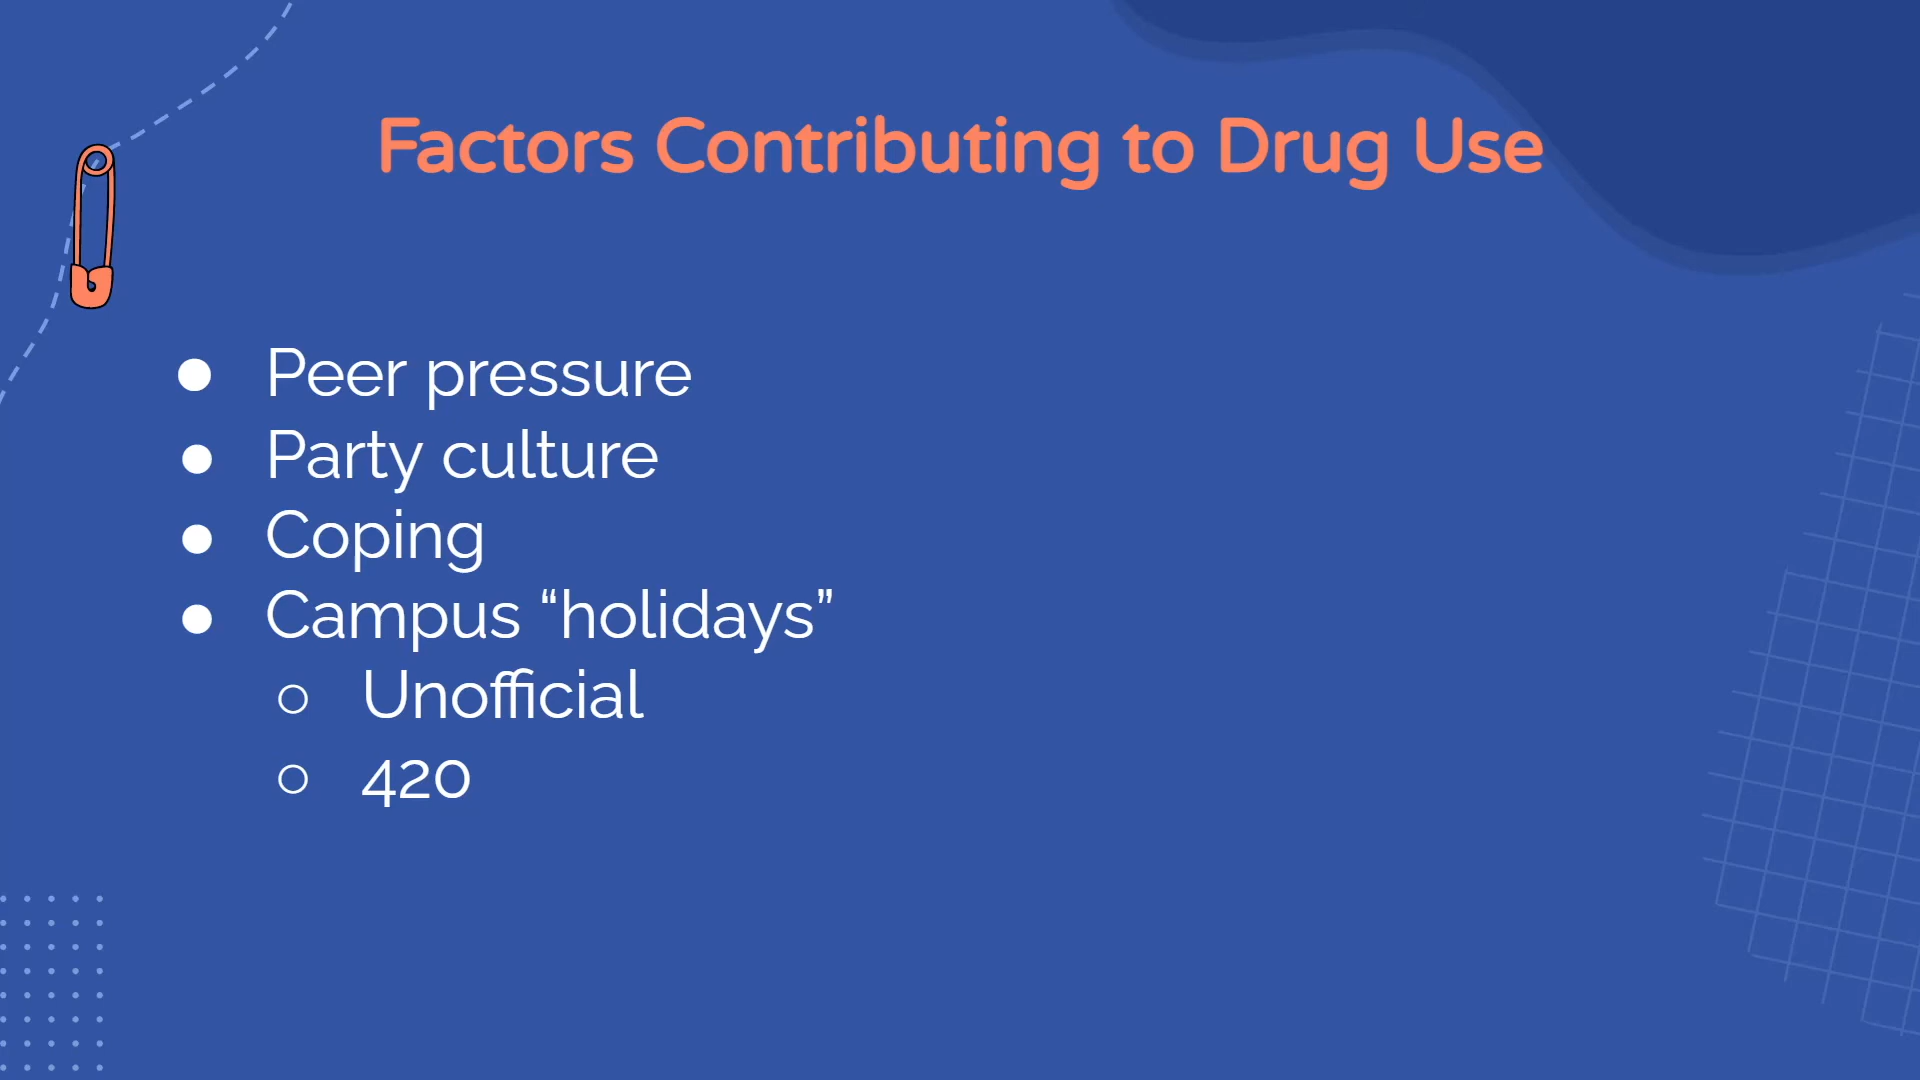 Factors Contributing to Drug Use
● Peer pressure
● Party culture
● Coping
● Campus “holidays”
○ Unofficial
○ 420